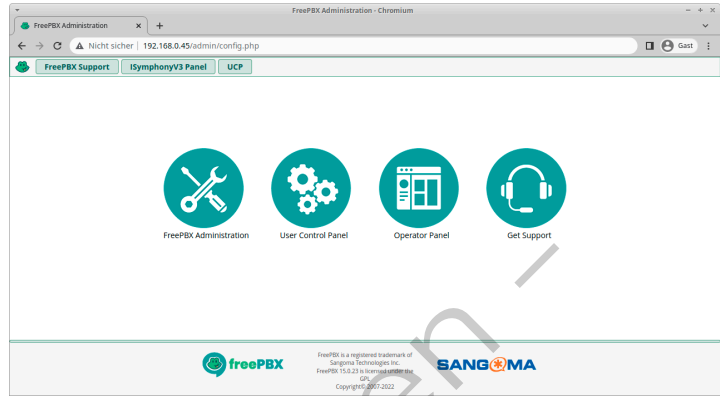 FreePBX Administration - Chromium
FreePBX Administration
Nicht sicher 192.168.0.45/admin/config.php
Gast
FreePBX Support ISymphonyV3 Panel UCP
FreePBX Administration User Control Panel Operator Panel Get Support
freePBX
FreePBX is a registered trademark of
Sangoma Technologies Inc.
FreePBX 15.0.23 is licensed under the
GPL
Copyright© 2007-2022
SANGOMA